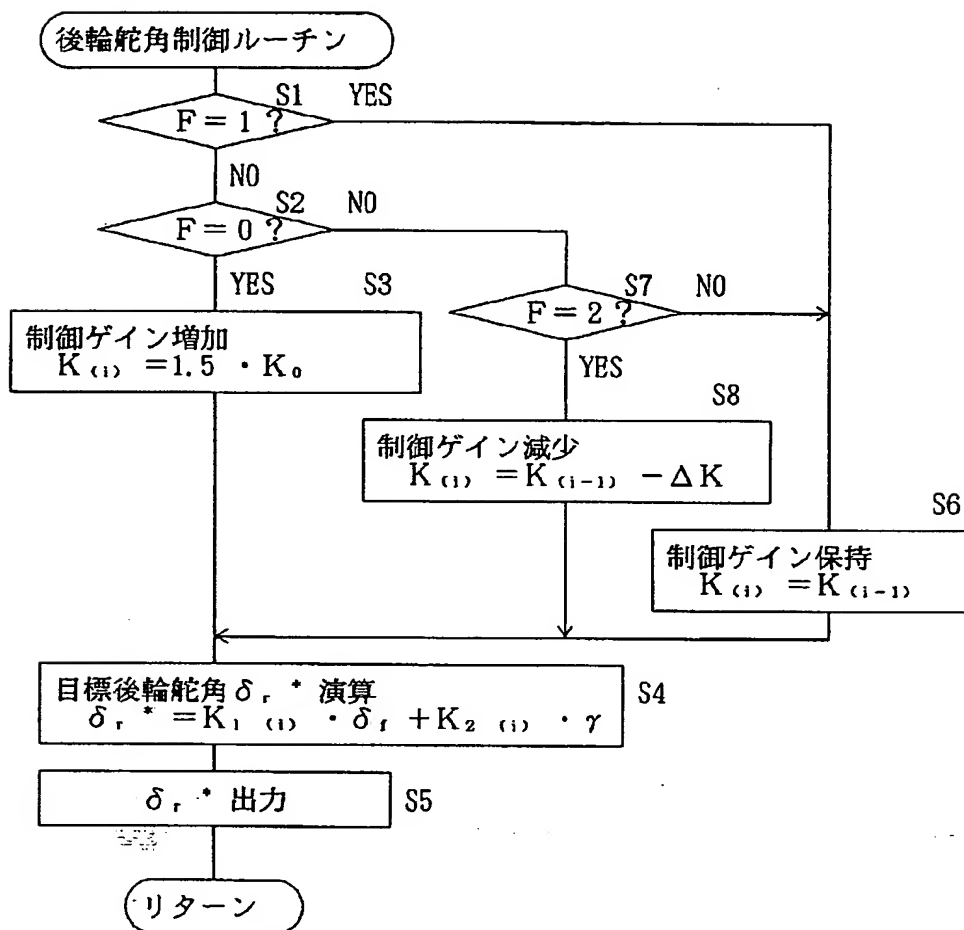 後輪舵角制御ルーチン
S1 YES
F=1?
NO
S2 NO
F=0?
YES S3
S7 NO
F=2?
制御ゲイン増加
K(i) =1.5 ・K₀
YES
S8
制御ゲイン減少
K(i) =K(i-1) −ΔK
S6
制御ゲイン保持
K(i) =K(i-1)
目標後輪舵角δr * 演算
δr * =K₁ (i) ・δf +K₂ (i) ・γ
S4
δr * 出力
S5
リターン